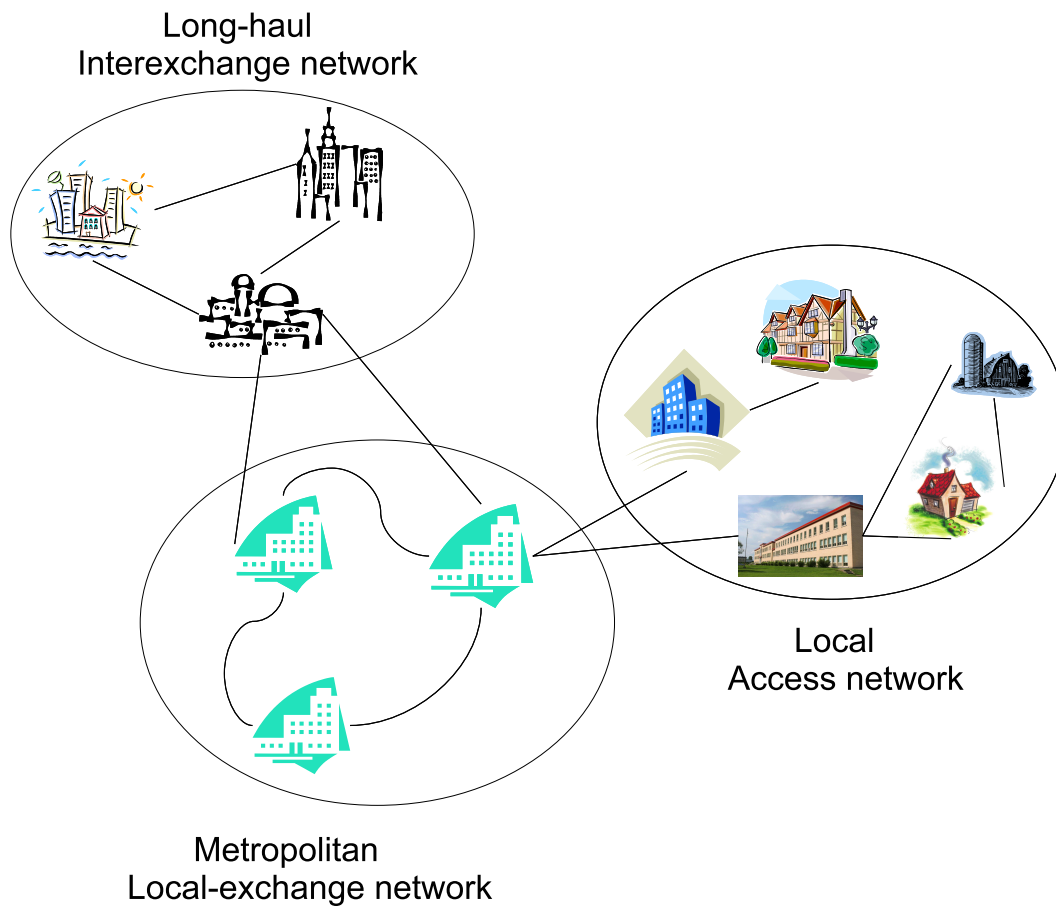 Long-haul
Interexchange network
Local
Access network
Metropolitan
Local-exchange network